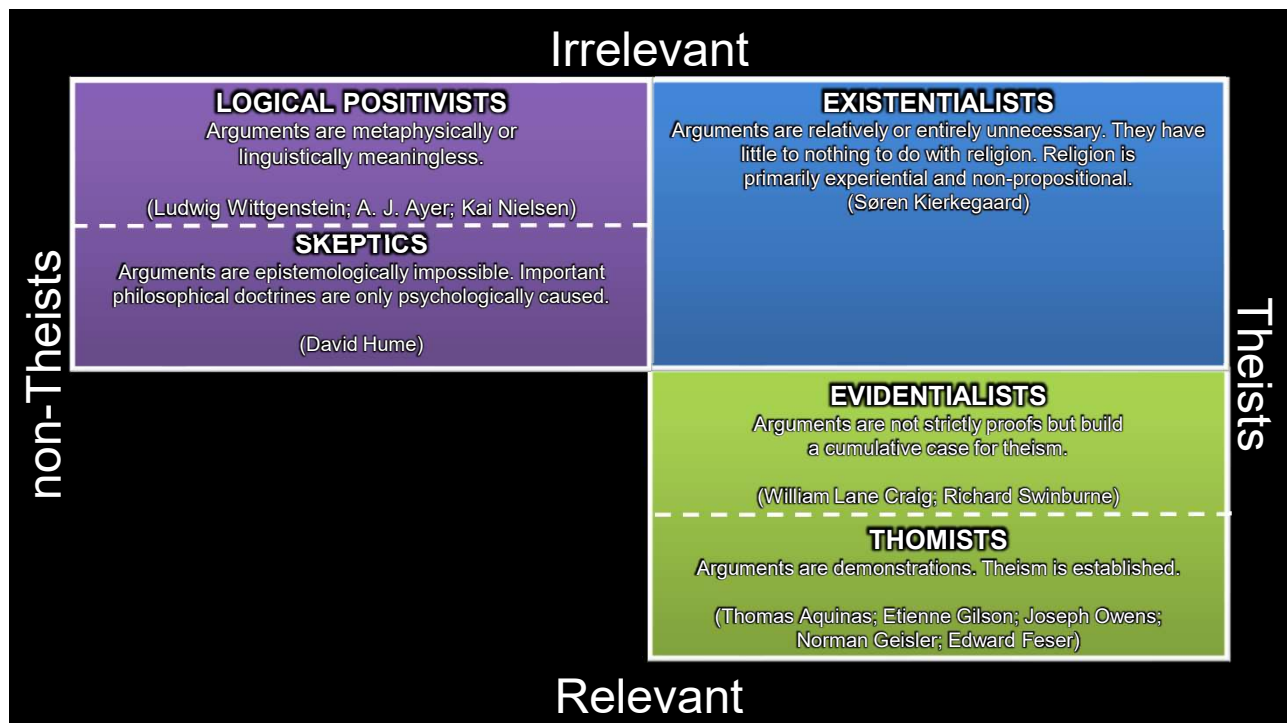 Irrelevant
LOGICAL POSITIVISTS
Arguments are metaphysically or
linguistically meaningless.
(Ludwig Wittgenstein; A. J. Ayer; Kai Nielsen)
SKEPTICS
Arguments are epistemologically impossible. Important
philosophical doctrines are only psychologically caused.
(David Hume)
EXISTENTIALISTS
Arguments are relatively or entirely unnecessary. They have
little to nothing to do with religion. Religion is
primarily experiential and non-propositional.
(Søren Kierkegaard)
non-Theists
Theists
EVIDENTIALISTS
Arguments are not strictly proofs but build
a cumulative case for theism.
(William Lane Craig; Richard Swinburne)
THOMISTS
Arguments are demonstrations. Theism is established.
(Thomas Aquinas; Etienne Gilson; Joseph Owens;
Norman Geisler; Edward Feser)
Relevant